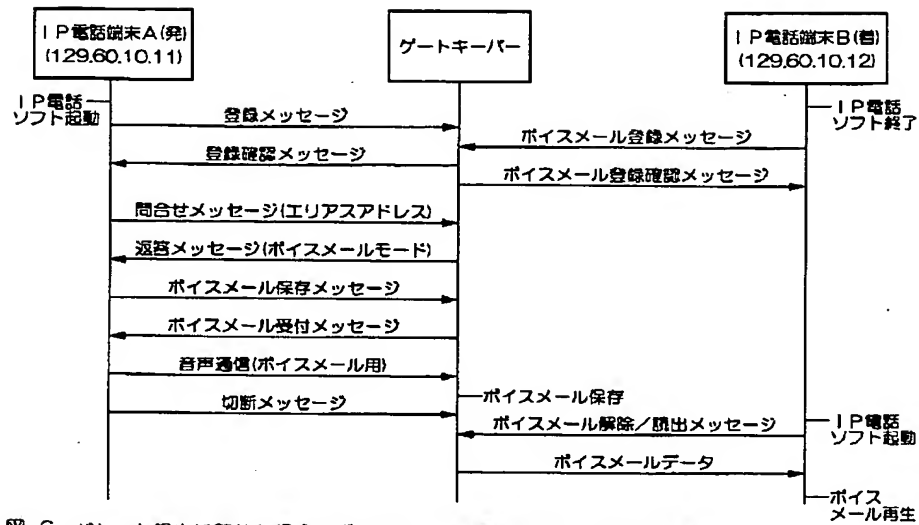 IP電話端末A(発)
(129.60.10.11)
ゲートキーパー
IP電話端末B(着)
(129.60.10.12)
IP電話
ソフト起動
IP電話
ソフト終了
登録メッセージ
ボイスメール登録メッセージ
登録確認メッセージ
ボイスメール登録確認メッセージ
問合せメッセージ(エリアスアドレス)
返答メッセージ(ボイスメールモード)
ボイスメール保存メッセージ
ボイスメール受付メッセージ
音声通信(ボイスメール用)
ボイスメール保存
切断メッセージ
ボイスメール解除/読出メッセージ
IP電話
ソフト起動
ボイスメールデータ
ボイス
メール再生